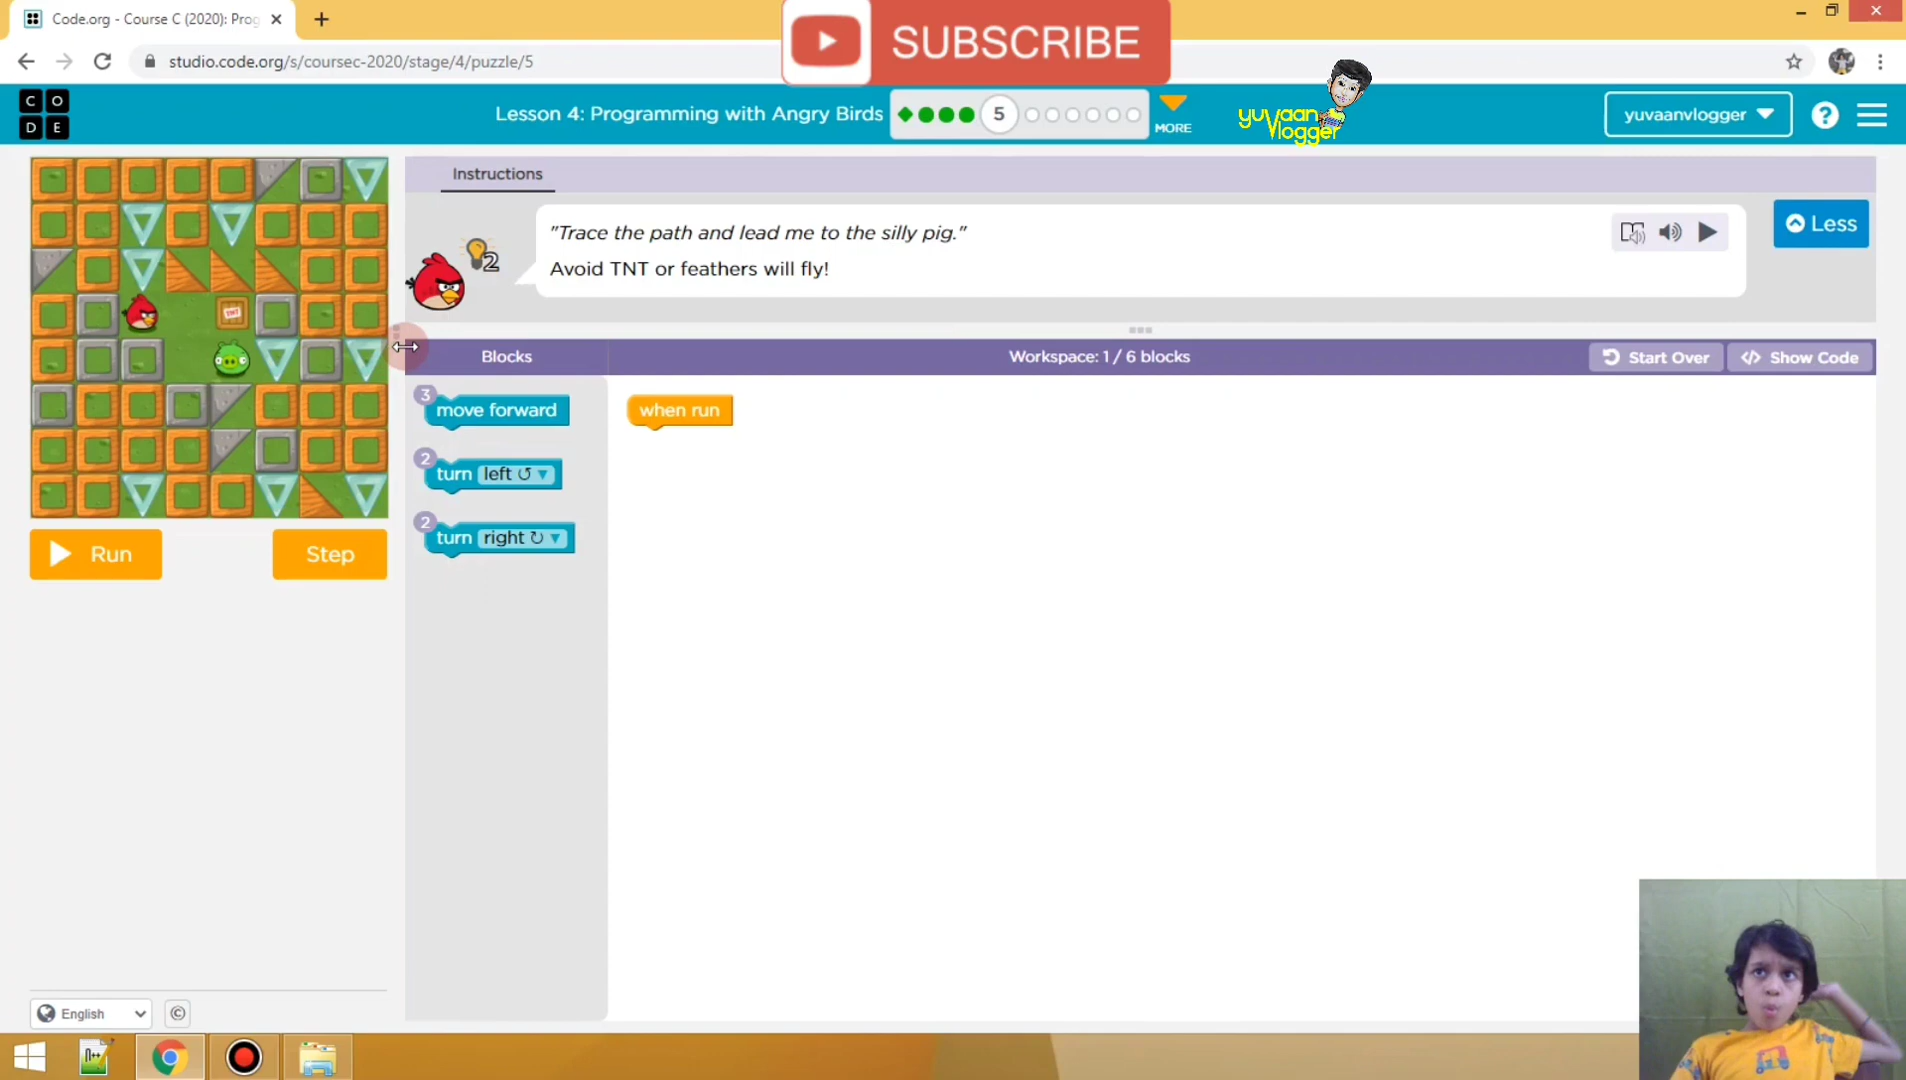 Code.org - Course C (2020): Prog
SUBSCRIBE
studio.code.org/s/coursec-2020/stage/4/puzzle/5
C O
D E
Lesson 4: Programming with Angry Birds
5
MORE
yuvaan
Vlogger
yuvaanvlogger
?
Instructions
"Trace the path and lead me to the silly pig."
Avoid TNT or feathers will fly!
2
Less
TNT
Blocks
Workspace: 1 / 6 blocks
Start Over
Show Code
3
move forward
when run
2
turn left
2
turn right
Run
Step
English
©
n++